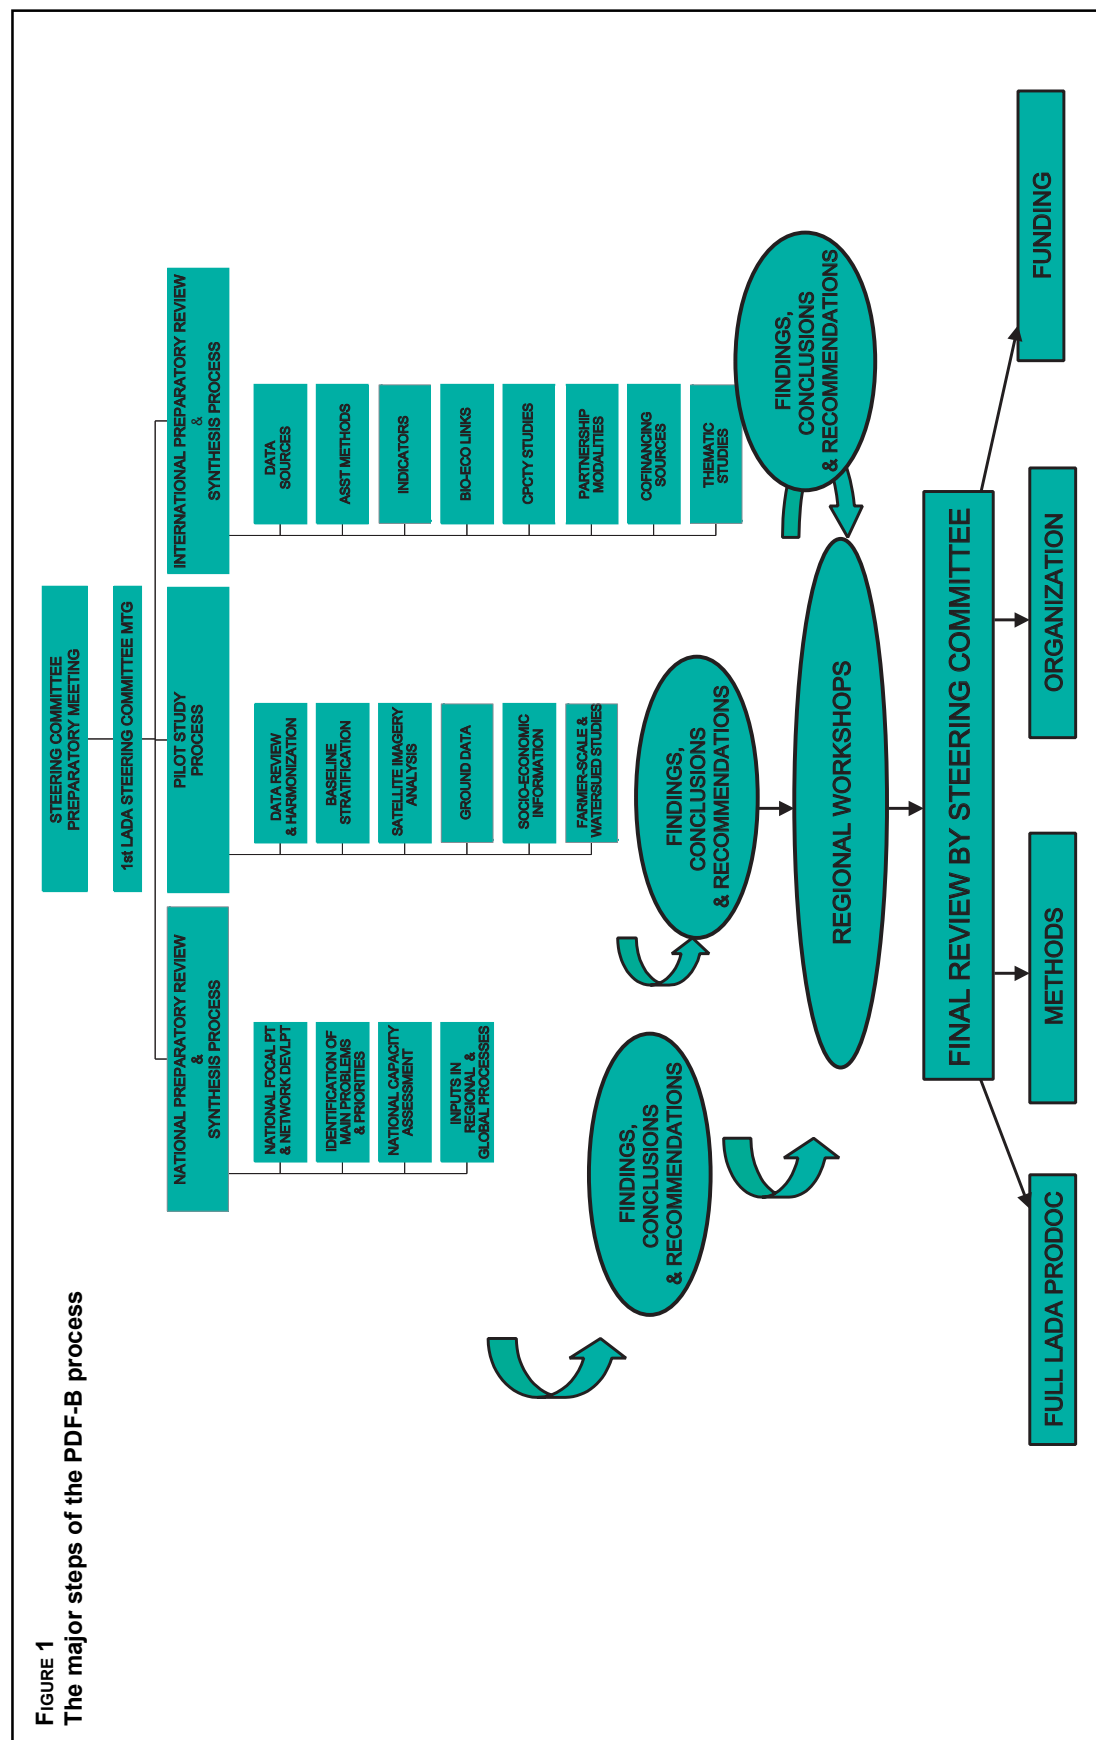 FIGURE 1
The major steps of the PDF-B process
STEERING COMMITTEE
PREPARATORY MEETING
1st LADA STEERING COMMITTEE MTG
NATIONAL PREPARATORY REVIEW
&
SYNTHESIS PROCESS
PILOT STUDY
PROCESS
INTERNATIONAL PREPARATORY REVIEW
&
SYNTHESIS PROCESS
NATIONAL FOCAL PT
& NETWORK DEVLPT
IDENTIFICATION OF
MAIN PROBLEMS
& PRIORITIES
NATIONAL CAPACITY
ASSESSMENT
INPUTS IN
REGIONAL &
GLOBAL PROCESSES
DATA REVIEW
& HARMONIZATION
BASELINE
STRATIFICATION
SATELLITE IMAGERY
ANALYSIS
GROUND DATA
SOCIO-ECONOMIC
INFORMATION
FARMER-SCALE &
WATERSUED STUDIES
DATA
SOURCES
ASST METHODS
INDICATORS
BIO-ECO LINKS
CPCTY STUDIES
PARTNERSHIP
MODALITIES
COFINANCING
SOURCES
THEMATIC
STUDIES
FINDINGS,
CONCLUSIONS
& RECOMMENDATIONS
FINDINGS,
CONCLUSIONS
& RECOMMENDATIONS
FINDINGS,
CONCLUSIONS
& RECOMMENDATIONS
REGIONAL WORKSHOPS
FINAL REVIEW BY STEERING COMMITTEE
FULL LADA PRODOC
METHODS
ORGANIZATION
FUNDING